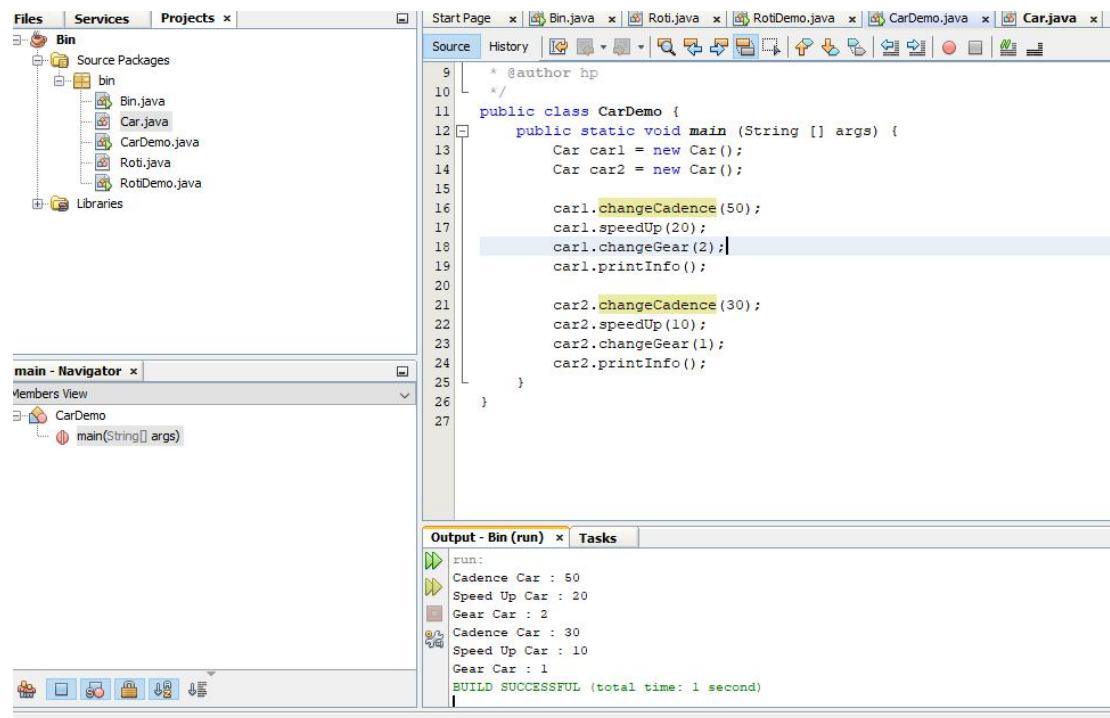 Files Services Projects x
Bin
Source Packages
bin
Bin.java
Car.java
CarDemo.java
Roti.java
RotiDemo.java
Libraries
main - Navigator x
Members View
CarDemo
main(String[] args)
Start Page x Bin.java x Roti.java x RotiDemo.java x CarDemo.java x Car.java x
Source History
9 * @author hp
10 */
11 public class CarDemo {
12 public static void main (String [] args) {
13 Car car1 = new Car();
14 Car car2 = new Car();
15
16 car1.changeCadence(50);
17 car1.speedUp(20);
18 car1.changeGear(2);
19 car1.printInfo();
20
21 car2.changeCadence(30);
22 car2.speedUp(10);
23 car2.changeGear(1);
24 car2.printInfo();
25 }
26 }
27
Output - Bin (run) x Tasks
run:
Cadence Car : 50
Speed Up Car : 20
Gear Car : 2
Cadence Car : 30
Speed Up Car : 10
Gear Car : 1
BUILD SUCCESSFUL (total time: 1 second)